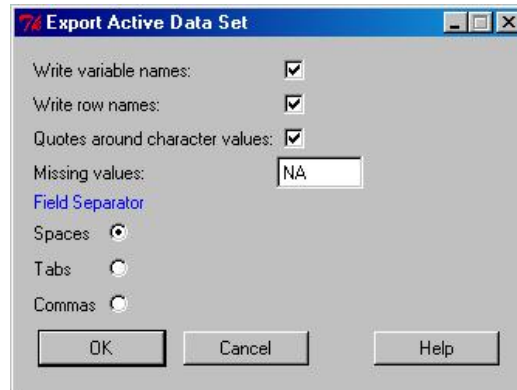 Export Active Data Set
Write variable names:
Write row names:
Quotes around character values:
Missing values: NA
Field Separator
Spaces
Tabs
Commas
OK Cancel Help